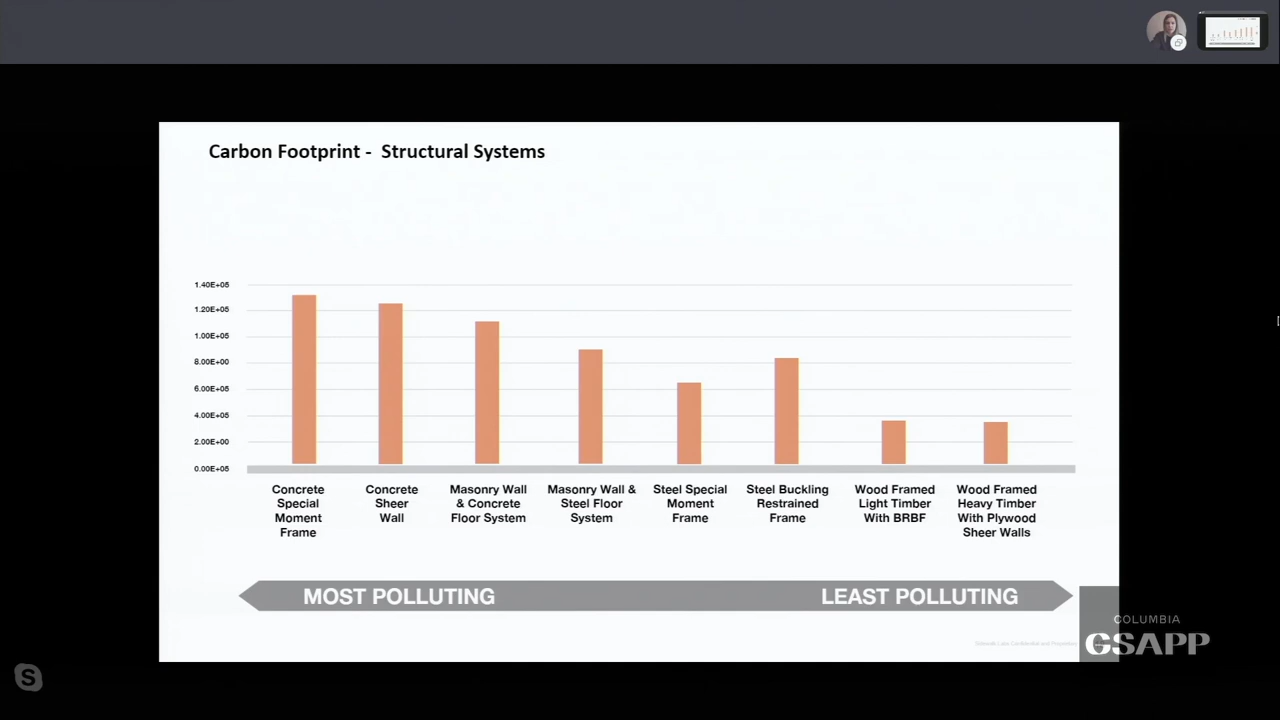 Carbon Footprint - Structural Systems
1.40E+05
1.20E+05
1.00E+05
8.00E+00
6.00E+05
4.00E+05
2.00E+00
0.00E+05
Concrete
Special
Moment
Frame
Concrete
Sheer
Wall
Masonry Wall
& Concrete
Floor System
Masonry Wall &
Steel Floor
System
Steel Special
Moment
Frame
Steel Buckling
Restrained
Frame
Wood Framed
Light Timber
With BRBF
Wood Framed
Heavy Timber
With Plywood
Sheer Walls
MOST POLLUTING
LEAST POLLUTING
COLUMBIA
GSAPP
S